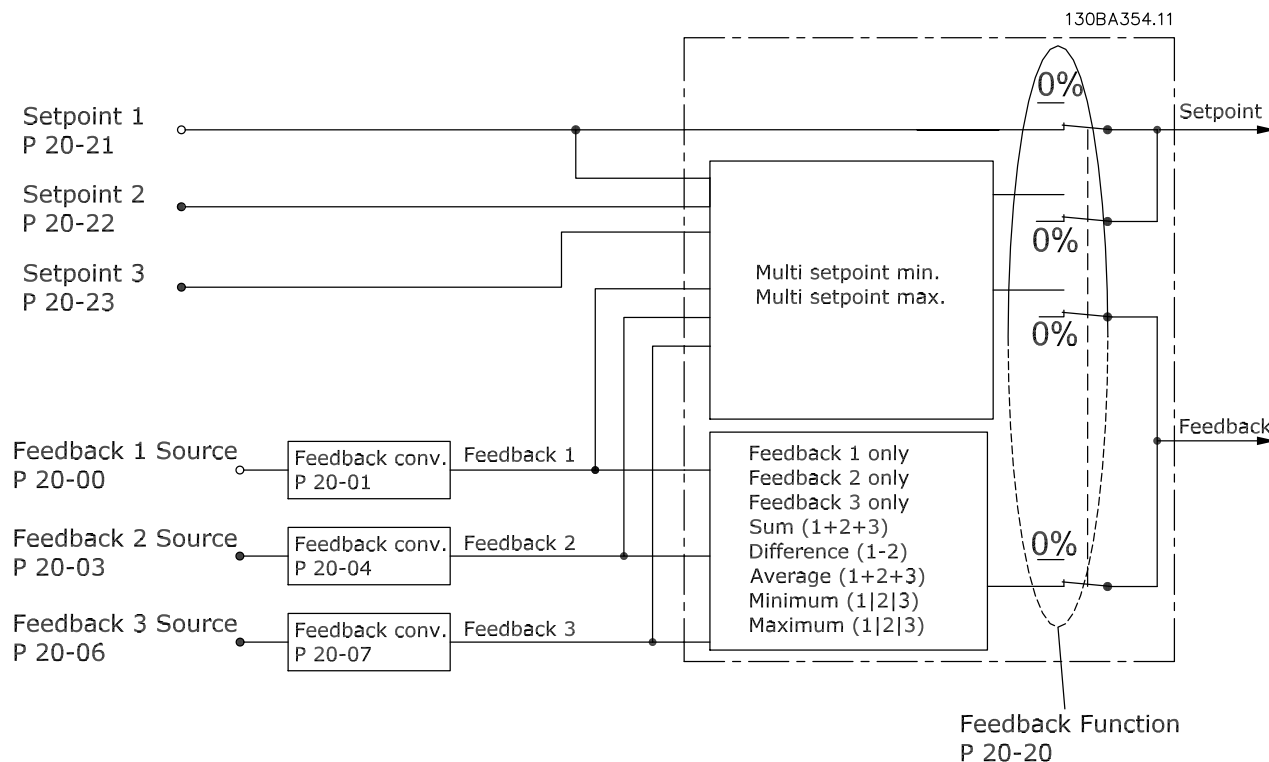 130BA354.11
0%
Setpoint 1
P 20-21
Setpoint
Setpoint 2
P 20-22
0%
Setpoint 3
P 20-23
Multi setpoint min.
Multi setpoint max.
0%
Feedback 1 Source
P 20-00
Feedback conv.
P 20-01
Feedback 1
Feedback 2 Source
P 20-03
Feedback conv.
P 20-04
Feedback 2
Feedback 3 Source
P 20-06
Feedback conv.
P 20-07
Feedback 3
Feedback 1 only
Feedback 2 only
Feedback 3 only
Sum (1+2+3)
Difference (1-2)
Average (1+2+3)
Minimum (1|2|3)
Maximum (1|2|3)
0%
Feedback
Feedback Function
P 20-20